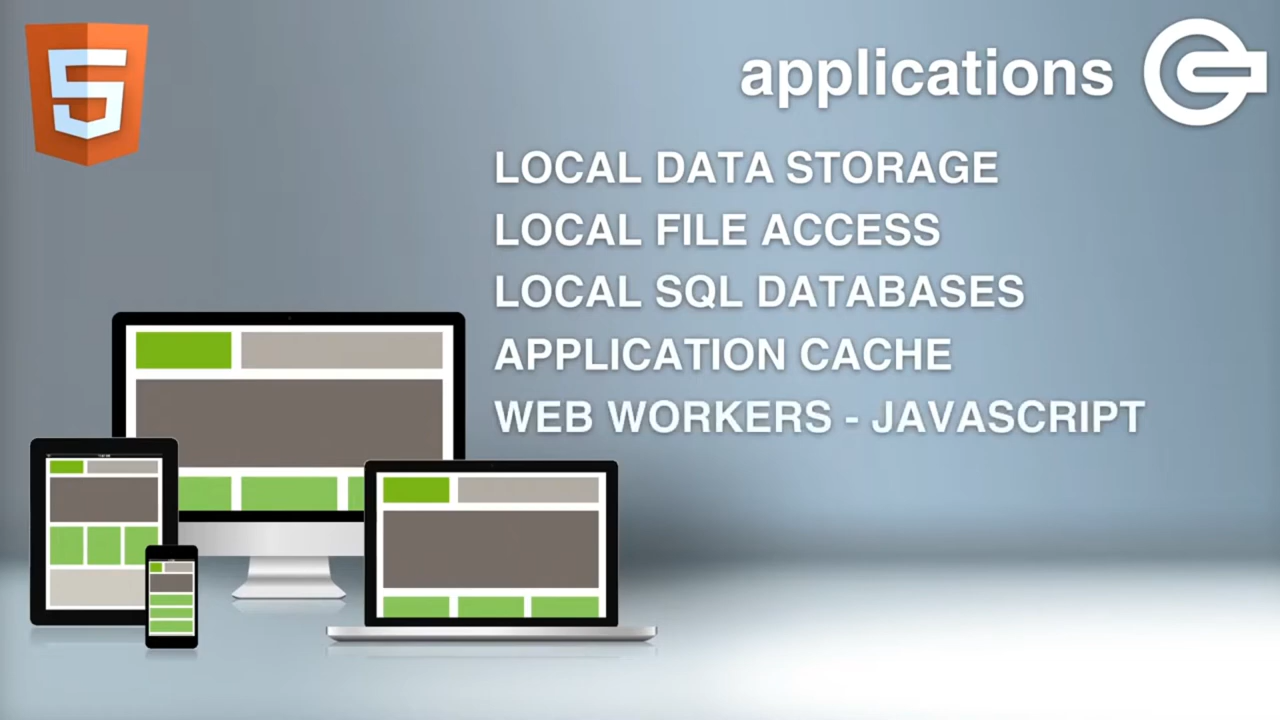 5
applications
LOCAL DATA STORAGE
LOCAL FILE ACCESS
LOCAL SQL DATABASES
APPLICATION CACHE
WEB WORKERS - JAVASCRIPT